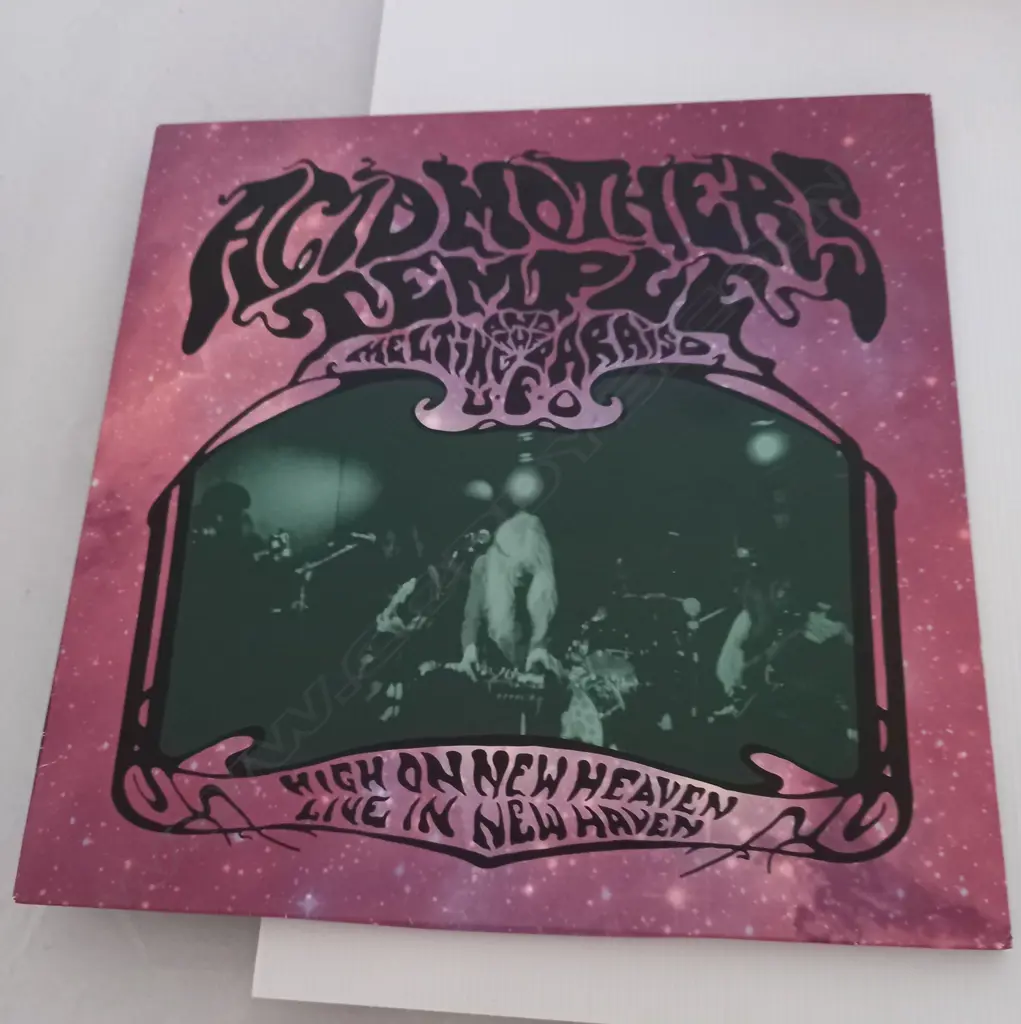 ACID MOTHERS
TEMPLE
AND THE
MELTING PARAISO
U.F.O
HIGH ON NEW HEAVEN
LIVE IN NEW HAVEN